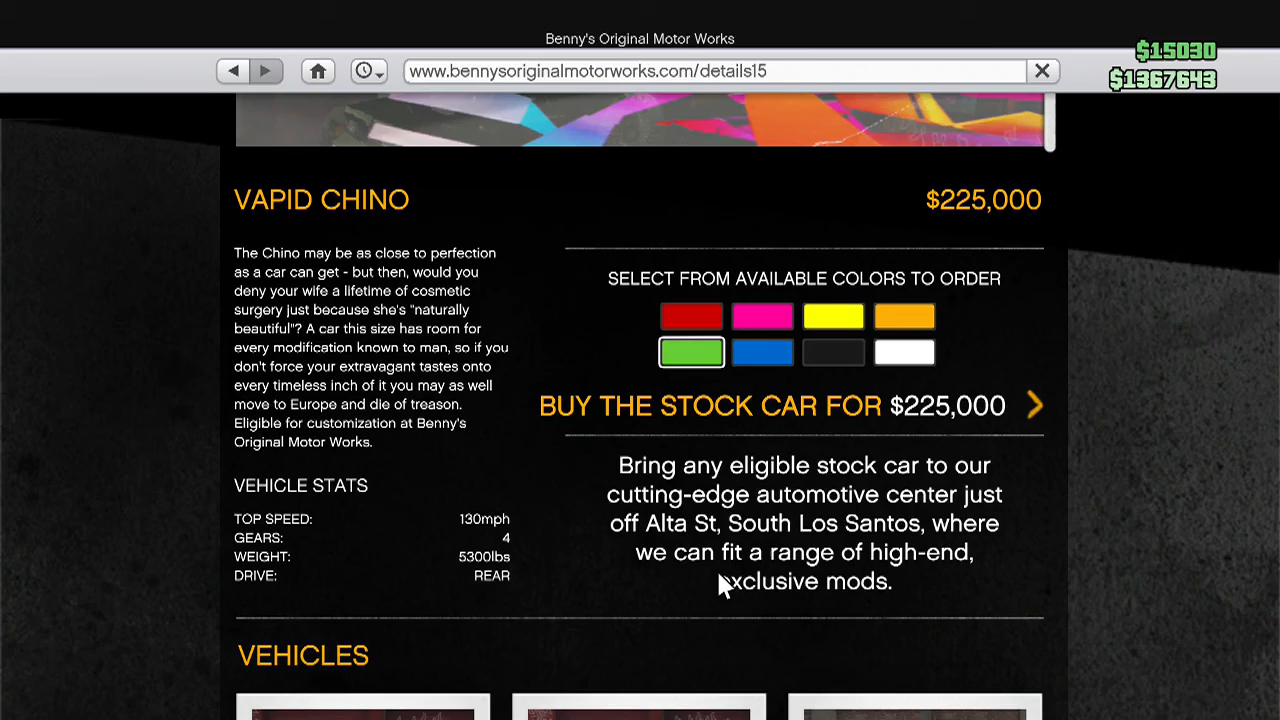 Benny's Original Motor Works
$15030
www.bennysoriginalmotorworks.com/details15
$1367643
VAPID CHINO
$225,000
The Chino may be as close to perfection
as a car can get - but then, would you
deny your wife a lifetime of cosmetic
surgery just because she's "naturally
beautiful"? A car this size has room for
every modification known to man, so if you
don't force your extravagant tastes onto
every timeless inch of it you may as well
move to Europe and die of treason.
Eligible for customization at Benny's
Original Motor Works.
VEHICLE STATS
TOP SPEED: 130mph
GEARS: 4
WEIGHT: 5300lbs
DRIVE: REAR
SELECT FROM AVAILABLE COLORS TO ORDER
BUY THE STOCK CAR FOR $225,000
Bring any eligible stock car to our
cutting-edge automotive center just
off Alta St, South Los Santos, where
we can fit a range of high-end,
exclusive mods.
VEHICLES